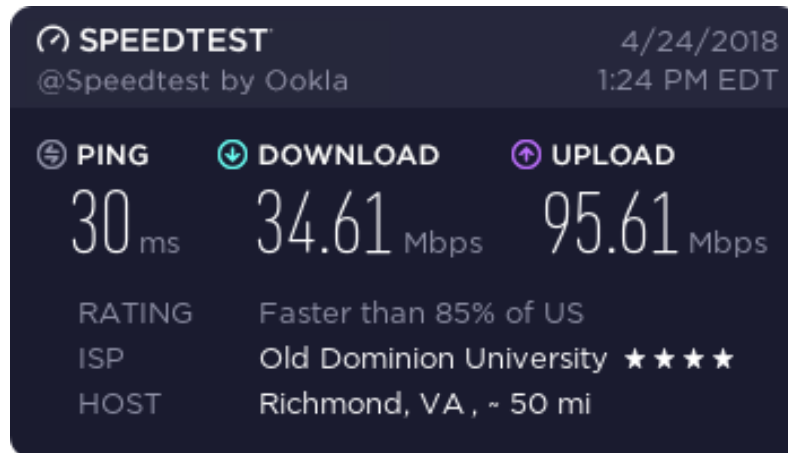 SPEEDTEST 4/24/2018
@Speedtest by Ookla 1:24 PM EDT
PING DOWNLOAD UPLOAD
30 ms 34.61 Mbps 95.61 Mbps
RATING Faster than 85% of US
ISP Old Dominion University ★★★★
HOST Richmond, VA , ~ 50 mi